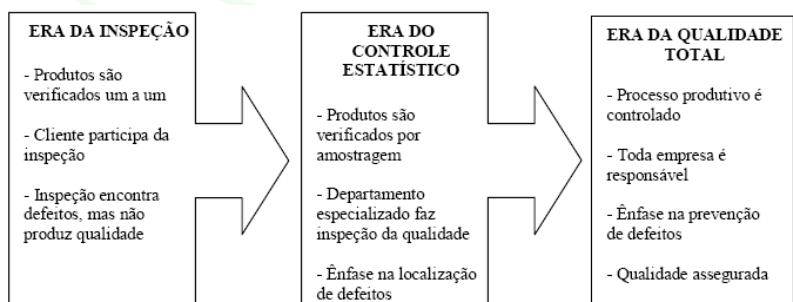 ERA DA INSPEÇÃO
- Produtos são
verificados um a um
- Cliente participa da
inspeção
- Inspeção encontra
defeitos, mas não
produz qualidade
ERA DO
CONTROLE
ESTATÍSTICO
- Produtos são
verificados por
amostragem
- Departamento
especializado faz
inspeção da qualidade
- Ênfase na localização
de defeitos
ERA DA QUALIDADE
TOTAL
- Processo produtivo é
controlado
- Toda empresa é
responsável
- Ênfase na prevenção
de defeitos
- Qualidade assegurada